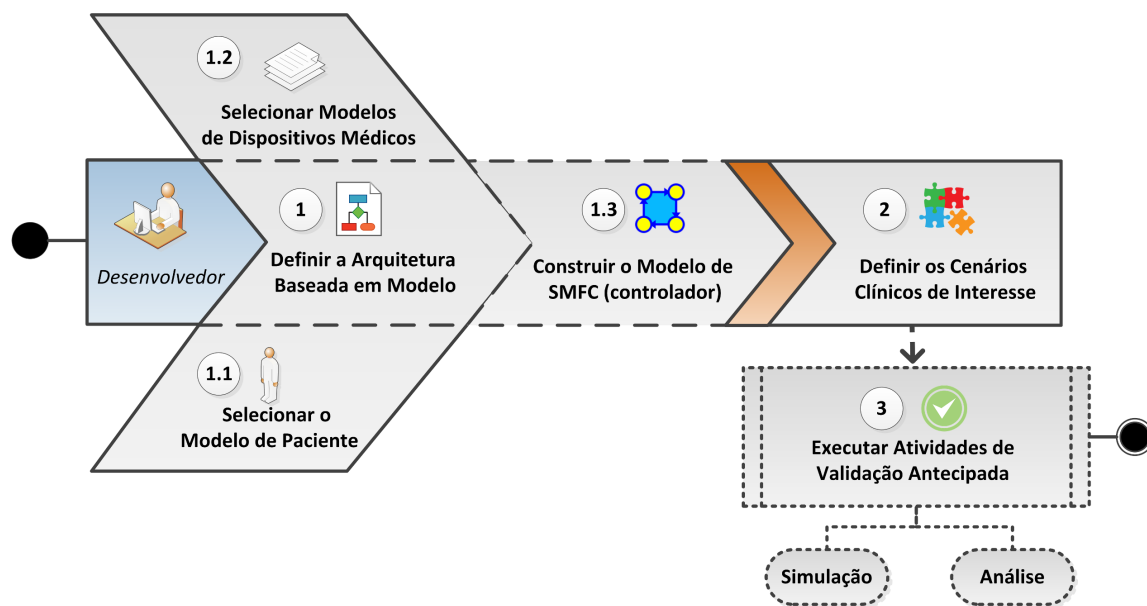 1.2
Selecionar Modelos
de Dispositivos Médicos
Desenvolvedor
1
Definir a Arquitetura
Baseada em Modelo
1.3
Construir o Modelo de
SMFC (controlador)
2
Definir os Cenários
Clínicos de Interesse
1.1
Selecionar o
Modelo de Paciente
3
Executar Atividades de
Validação Antecipada
Simulação
Análise